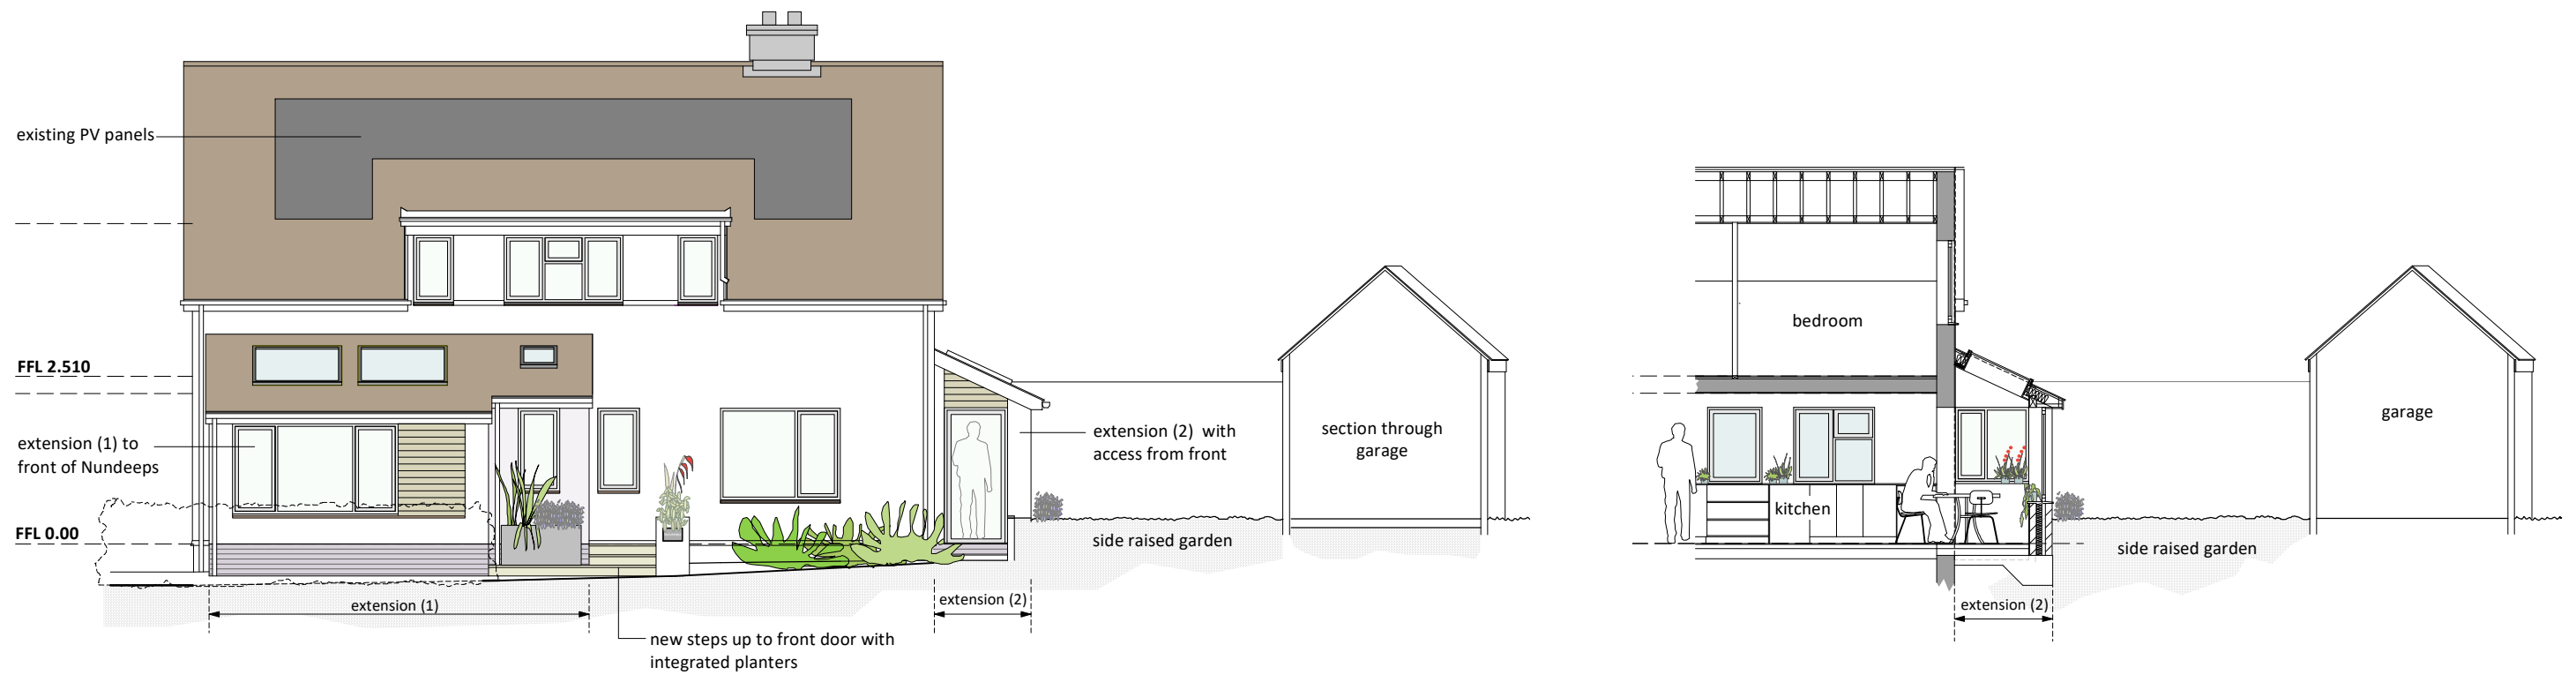 existing PV panels
FFL 2.510
extension (1) to
front of Nundeeps
FFL 0.00
extension (1)
new steps up to front door with
integrated planters
extension (2)
extension (2) with
access from front
side raised garden
section through
garage
bedroom
kitchen
extension (2)
side raised garden
garage